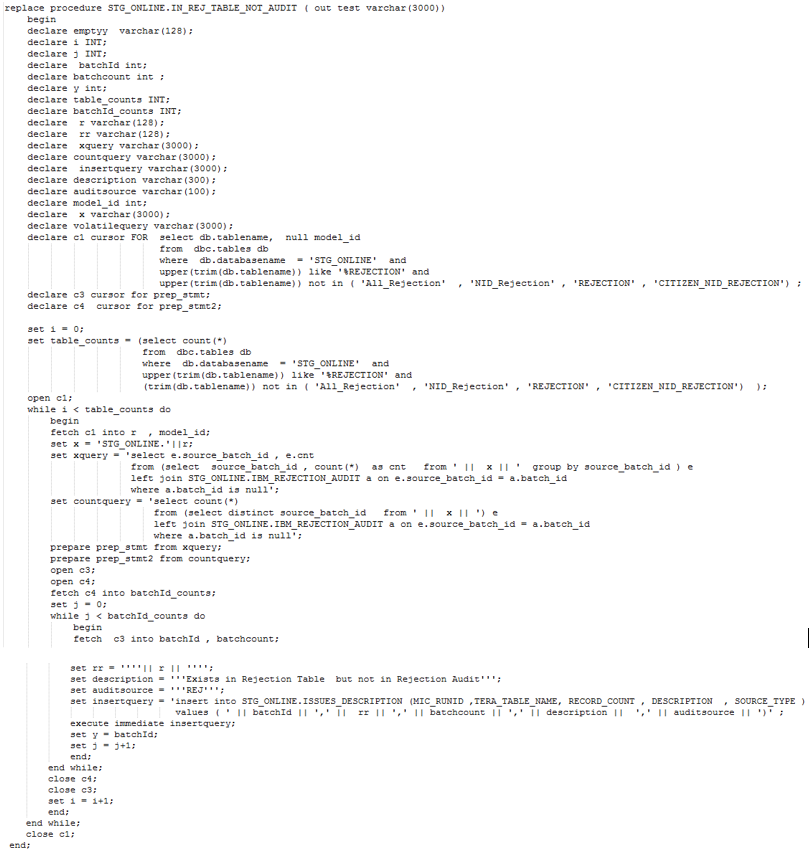 replace procedure STG_ONLINE.IN_REJ_TABLE_NOT_AUDIT ( out test varchar(3000))
begin
declare emptyy  varchar(128);
declare i INT;
declare j INT;
declare  batchId int;
declare batchcount int ;
declare y int;
declare table_counts INT;
declare batchId_counts INT;
declare  r varchar(128);
declare  rr varchar(128);
declare  xquery varchar(3000);
declare countquery varchar(3000);
declare  insertquery varchar(3000);
declare description varchar(300);
declare auditsource varchar(100);
declare model_id int;
declare  x varchar(3000);
declare volatilequery varchar(3000);
declare c1 cursor FOR  select db.tablename,  null model_id
from  dbc.tables db
where  db.databasename  = 'STG_ONLINE'  and
upper(trim(db.tablename)) like '%REJECTION' and
upper(trim(db.tablename)) not in ( 'All_Rejection'  , 'NID_Rejection' , 'REJECTION' , 'CITIZEN_NID_REJECTION') ;
declare c3 cursor for prep_stmt;
declare c4  cursor for prep_stmt2;
set i = 0;
set table_counts = (select count(*)
from  dbc.tables db
where  db.databasename  = 'STG_ONLINE'  and
upper(trim(db.tablename)) like '%REJECTION' and
(trim(db.tablename)) not in ( 'All_Rejection'  , 'NID_Rejection' , 'REJECTION' , 'CITIZEN_NID_REJECTION')  );
open c1;
while i < table_counts do
begin
fetch c1 into r  , model_id;
set x = 'STG_ONLINE.'||r;
set xquery = 'select e.source_batch_id , e.cnt
from (select  source_batch_id , count(*)  as cnt   from ' ||  x || '  group by source_batch_id ) e
left join STG_ONLINE.IBM_REJECTION_AUDIT a on e.source_batch_id = a.batch_id
where a.batch_id is null';
set countquery = 'select count(*)
from (select distinct source_batch_id   from ' ||  x || ') e
left join STG_ONLINE.IBM_REJECTION_AUDIT a on e.source_batch_id = a.batch_id
where a.batch_id is null';
prepare prep_stmt from xquery;
prepare prep_stmt2 from countquery;
open c3;
open c4;
fetch c4 into batchId_counts;
set j = 0;
while j < batchId_counts do
begin
fetch  c3 into batchId , batchcount;
set rr = ''''|| r || '''';
set description = '''Exists in Rejection Table  but not in Rejection Audit''';
set auditsource = '''REJ''';
set insertquery = 'insert into STG_ONLINE.ISSUES_DESCRIPTION (MIC_RUNID ,TERA_TABLE_NAME, RECORD_COUNT , DESCRIPTION  , SOURCE_TYPE )
values ( ' || batchId || ',' ||  rr || ',' || batchcount || ',' || description ||  ',' || auditsource || ')' ;
execute immediate insertquery;
set y = batchId;
set j = j+1;
end;
end while;
close c4;
close c3;
set i = i+1;
end;
end while;
close c1;
end;